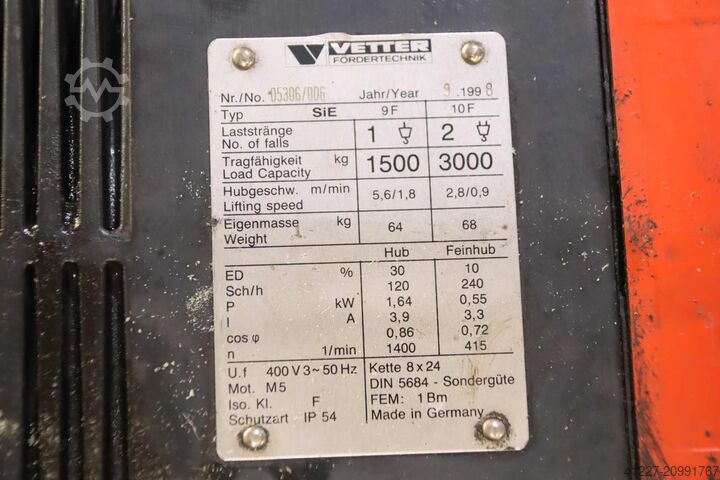 VETTER
FÖRDERTECHNIK
Nr./No. 05306/006 Jahr/Year 9.1998
Typ SiE 9F 10F
Laststränge 1 2
No. of falls
Tragfähigkeit kg 1500 3000
Load Capacity
Hubgeschw. m/min 5,6/1,8 2,8/0,9
Lifting speed
Eigenmasse kg 64 68
Weight
Hub Feinhub
ED % 30 10
Sch/h 120 240
P kW 1,64 0,55
I A 3,9 3,3
cos φ 0,86 0,72
n 1/min 1400 415
U.f 400 V 3~ 50 Hz
Mot. M5
Iso. Kl. F
Schutzart IP 54
Kette 8 x 24
DIN 5684 - Sondergüte
FEM: 1 Bm
Made in Germany
41227-20991767